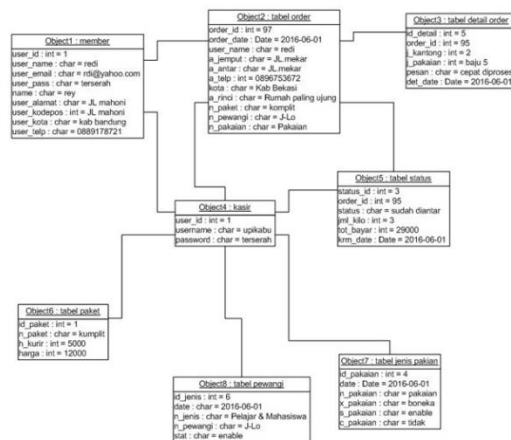 Object1 : member
user_id : int = 1
user_name : char = redi
user_email : char = rdi@yahoo.com
user_pass : char = terserah
name : char = rey
user_alamat : char = JL mahoni
user_kodepos : int = JL mahoni
user_kota : char = kab bandung
user_telp : char = 0889178721
Object2 : tabel order
order_id : int = 97
order_date : Date = 2016-06-01
user_name : char = redi
a_jemput : char = JL.mekar
a_antar : char = JL.mekar
a_telp : int = 0896753672
kota : char = Kab Bekasi
a_rinci : char = Rumah paling ujung
n_paket : char = komplit
n_pewangi : char = J-Lo
n_pakaian : char = Pakaian
Object3 : tabel detail order
id_detail : int = 5
order_id : int = 95
j_kantong : int = 2
j_pakaian : int = baju 5
pesan : char = cepat diproses
det_date : Date = 2016-06-01
Object4 : kasir
user_id : int = 1
username : char = upikabu
password : char = terserah
Object5 : tabel status
status_id : int = 3
order_id : int = 95
status : char = sudah diantar
jml_kilo : int = 3
tot_bayar : int = 29000
krm_date : Date = 2016-06-01
Object6 : tabel paket
id_paket : int = 1
n_paket : char = kumplit
h_kurir : int = 5000
harga : int = 12000
Object8 : tabel pewangi
id_jenis : int = 6
date : char = 2016-06-01
n_jenis : char = Pelajar & Mahasiswa
n_pewangi : char = J-Lo
stat : char = enable
Object7 : tabel jenis pakian
id_pakaian : int = 4
date : Date = 2016-06-01
n_pakaian : char = pakaian
x_pakaian : char = boneka
s_pakaian : char = enable
c_pakaian : char = tidak